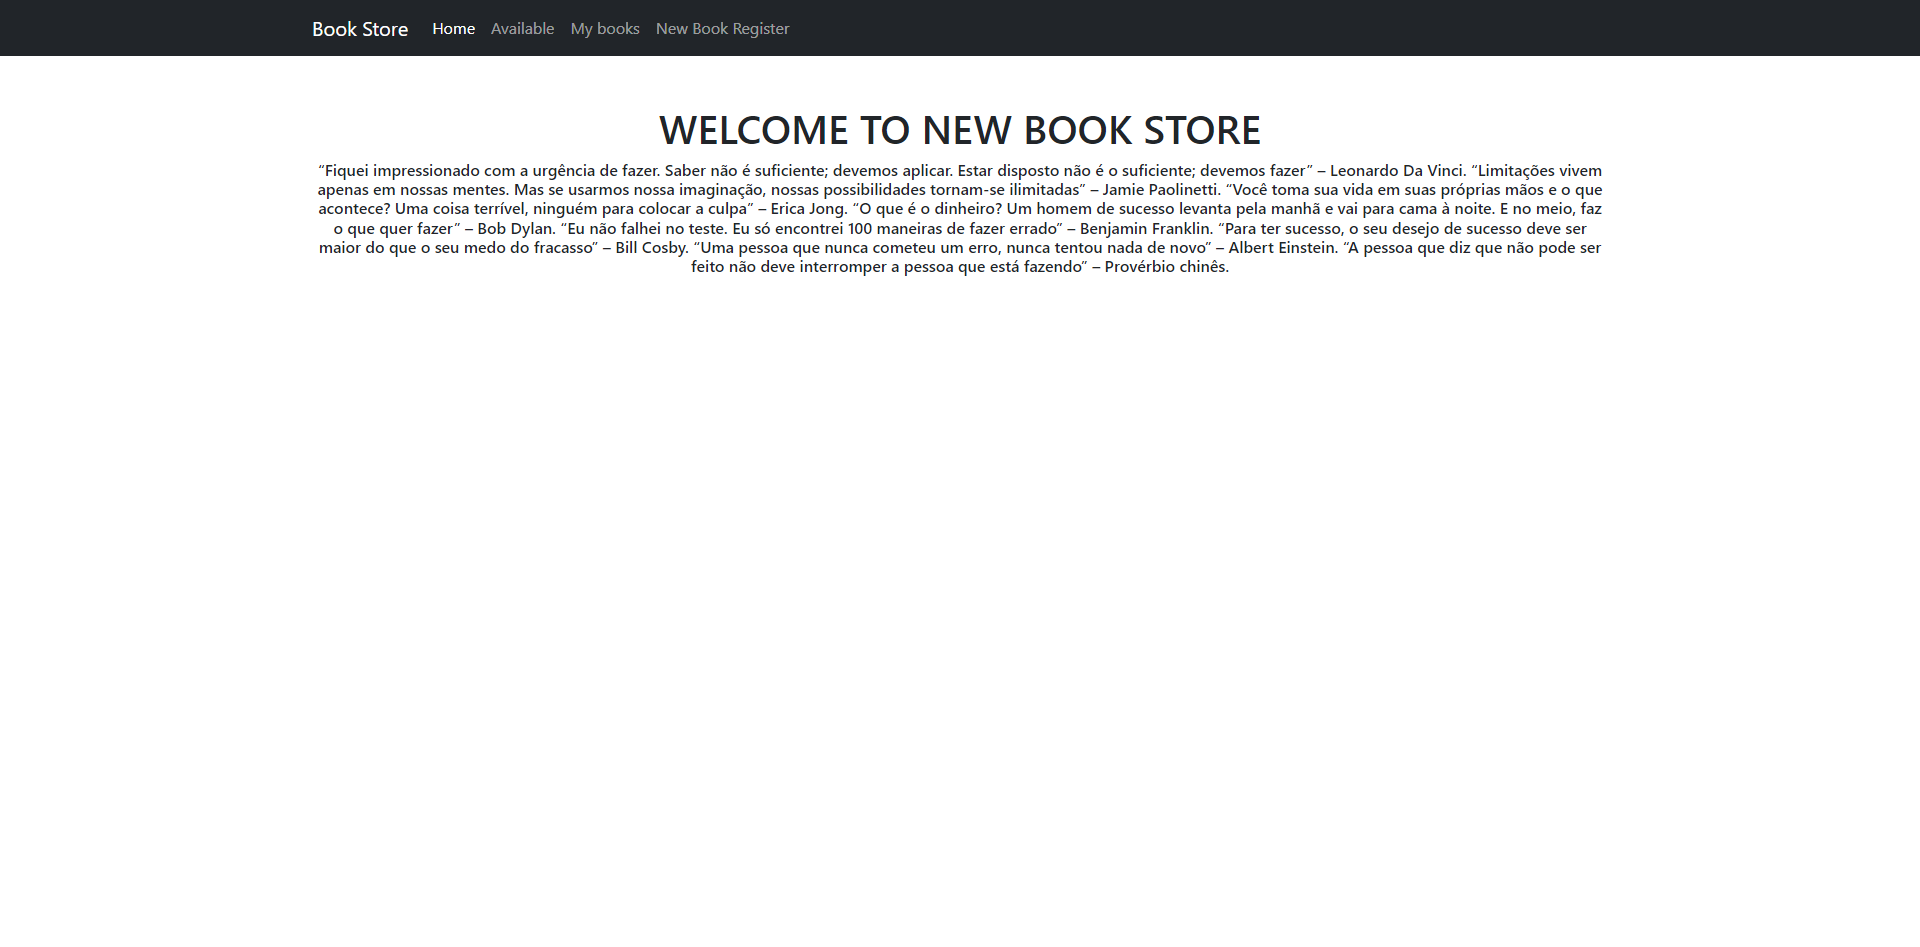 Book Store Home Available My books New Book Register
WELCOME TO NEW BOOK STORE
“Fiquei impressionado com a urgência de fazer. Saber não é suficiente; devemos aplicar. Estar disposto não é o suficiente; devemos fazer” – Leonardo Da Vinci. “Limitações vivem
apenas em nossas mentes. Mas se usarmos nossa imaginação, nossas possibilidades tornam-se ilimitadas” – Jamie Paolinetti. “Você toma sua vida em suas próprias mãos e o que
acontece? Uma coisa terrível, ninguém para colocar a culpa” – Erica Jong. “O que é o dinheiro? Um homem de sucesso levanta pela manhã e vai para cama à noite. E no meio, faz
o que quer fazer” – Bob Dylan. “Eu não falhei no teste. Eu só encontrei 100 maneiras de fazer errado” – Benjamin Franklin. “Para ter sucesso, o seu desejo de sucesso deve ser
maior do que o seu medo do fracasso” – Bill Cosby. “Uma pessoa que nunca cometeu um erro, nunca tentou nada de novo” – Albert Einstein. “A pessoa que diz que não pode ser
feito não deve interromper a pessoa que está fazendo” – Provérbio chinês.